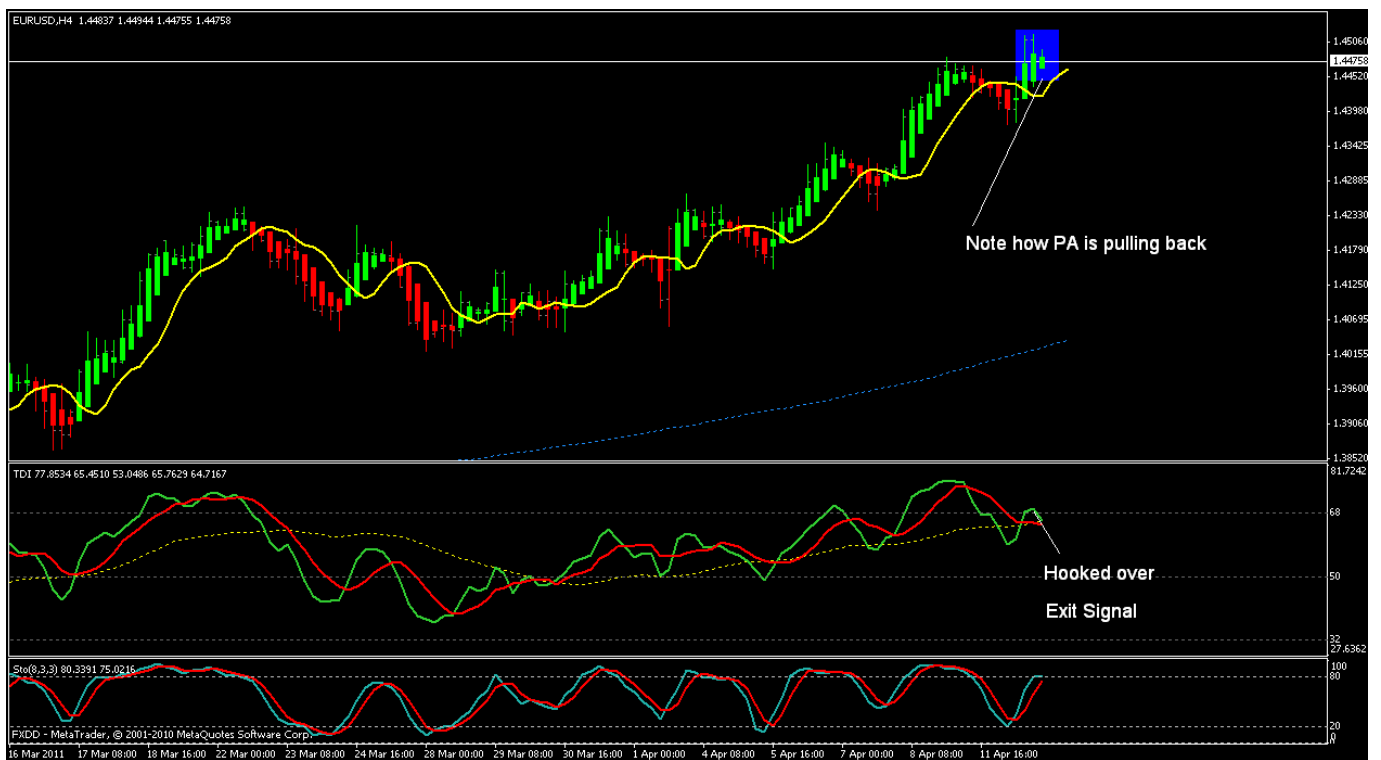 EURUSD,H4 1.44837 1.44944 1.44755 1.44758
1.45060
1.44758
1.44520
1.43980
1.43425
1.42885
1.42330
1.41790
1.41250
1.40695
1.40155
1.39600
1.39060
1.38520
Note how PA is pulling back
TDI 77.8534 65.4510 53.0486 65.7629 64.7167
81.7242
68
50
32
27.6362
Hooked over
Exit Signal
Sto(8,3,3) 80.3391 75.0216
100
80
20
0
FXDD - MetaTrader, © 2001-2010 MetaQuotes Software Corp.
16 Mar 2011 17 Mar 08:00 18 Mar 16:00 22 Mar 00:00 23 Mar 08:00 24 Mar 16:00 28 Mar 00:00 29 Mar 08:00 30 Mar 16:00 1 Apr 00:00 4 Apr 08:00 5 Apr 16:00 7 Apr 00:00 8 Apr 08:00 11 Apr 16:00